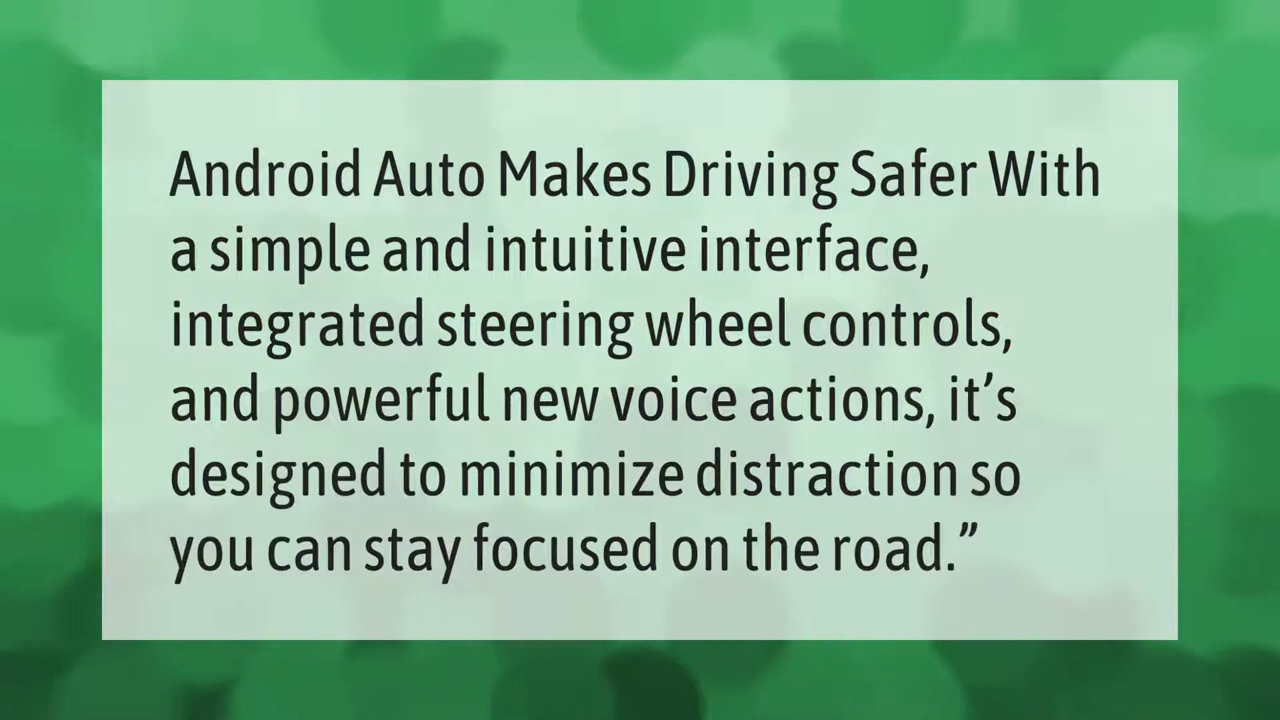 Android Auto Makes Driving Safer With
a simple and intuitive interface,
integrated steering wheel controls,
and powerful new voice actions, it’s
designed to minimize distraction so
you can stay focused on the road.”